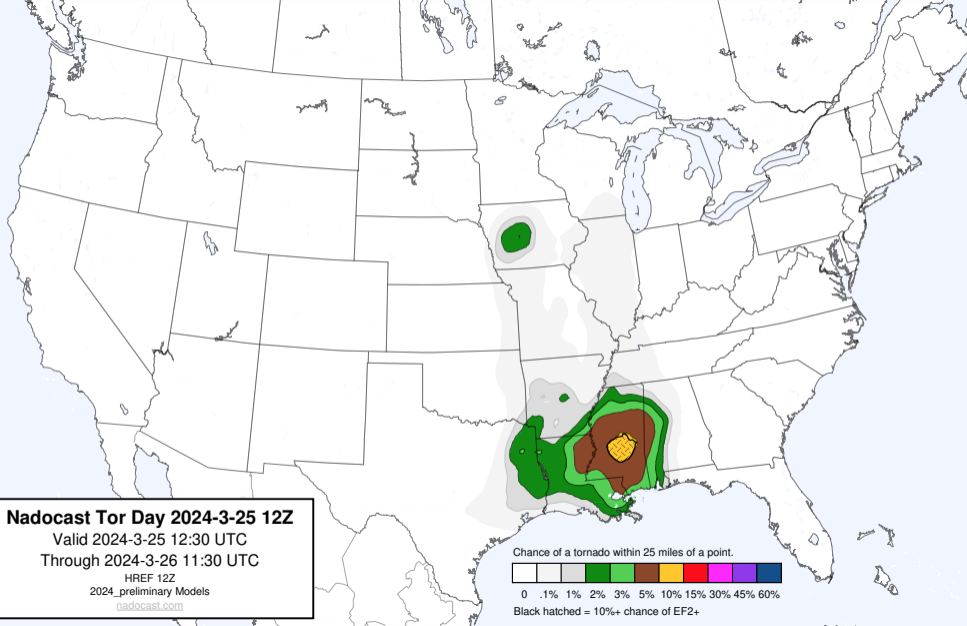 Nadocast Tor Day 2024-3-25 12Z
Valid 2024-3-25 12:30 UTC
Through 2024-3-26 11:30 UTC
HREF 12Z
2024_preliminary Models
nadocast.com
Chance of a tornado within 25 miles of a point.
0 .1% 1% 2% 3% 5% 10% 15% 30% 45% 60%
Black hatched = 10%+ chance of EF2+